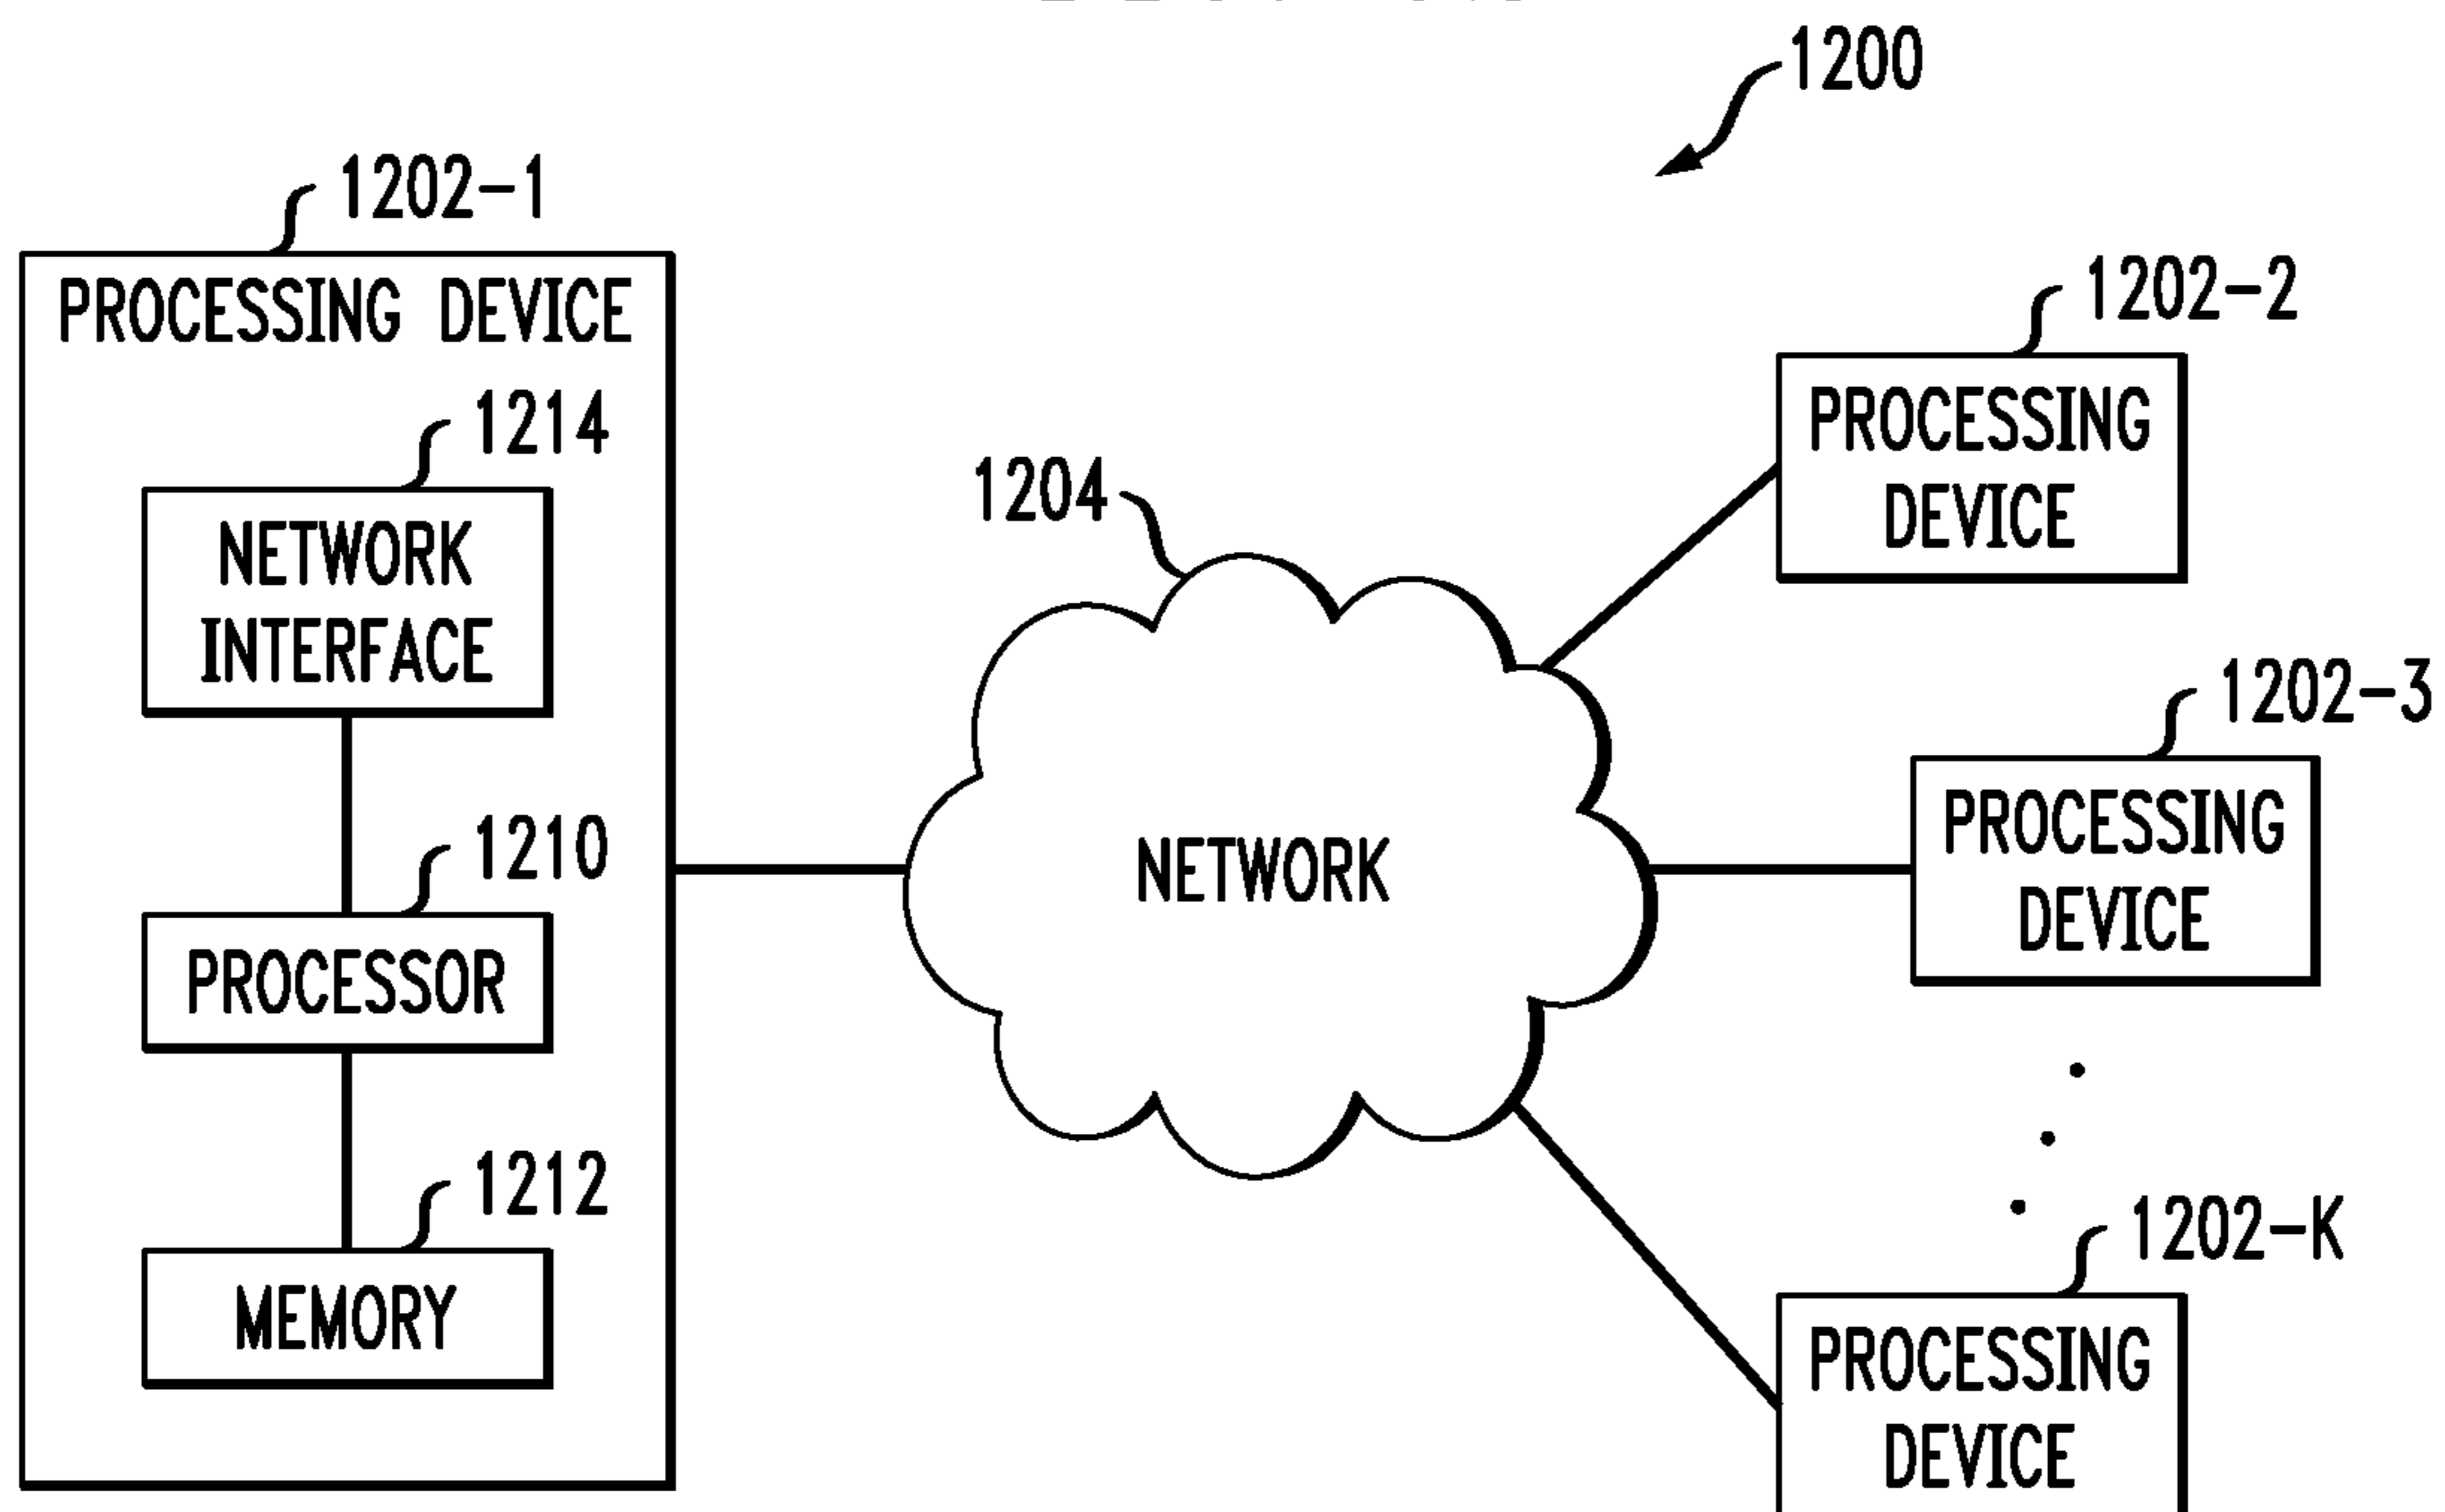 1200
1202-1
PROCESSING DEVICE
1214
NETWORK
INTERFACE
1210
PROCESSOR
1212
MEMORY
1204
NETWORK
1202-2
PROCESSING
DEVICE
1202-3
PROCESSING
DEVICE
1202-K
PROCESSING
DEVICE